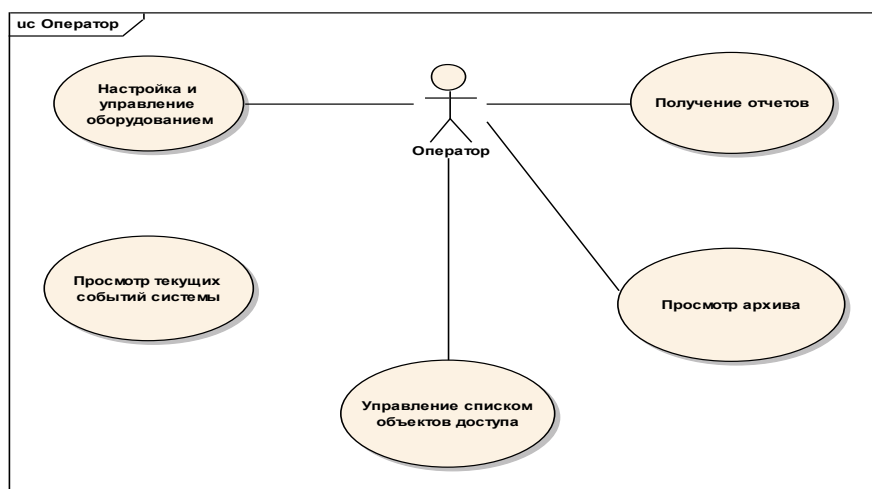 uc Оператор
Настройка и
управление
оборудованием
Оператор
Получение отчетов
Просмотр текущих
событий системы
Просмотр архива
Управление списком
объектов доступа